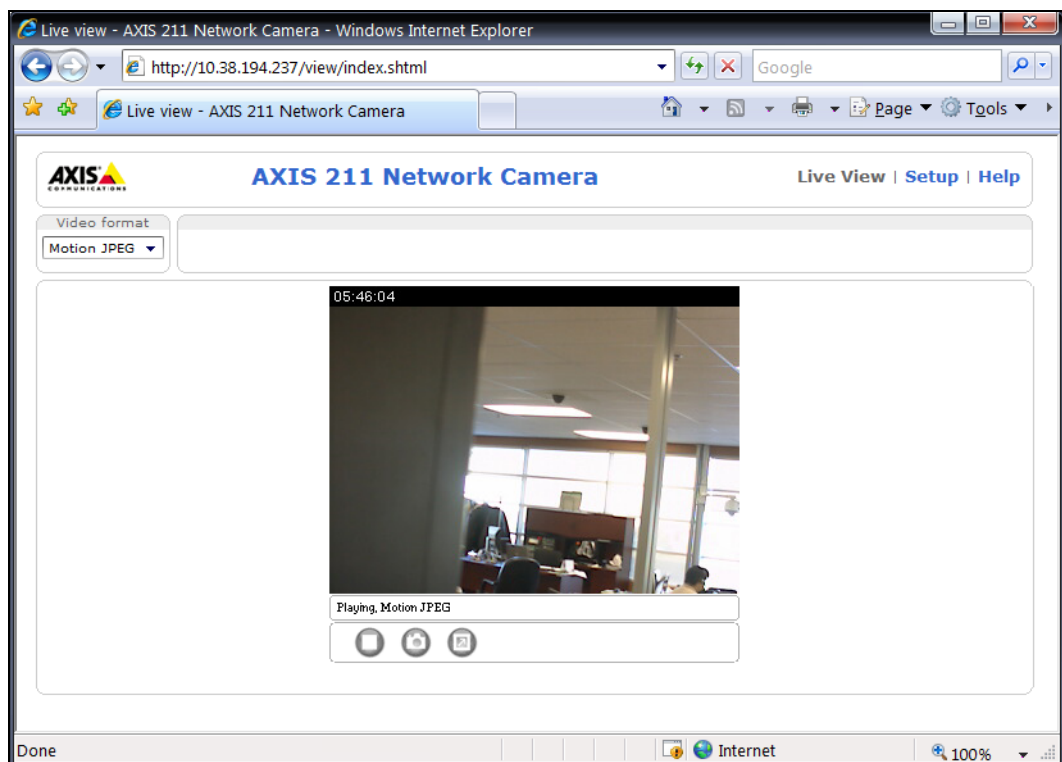 Live view - AXIS 211 Network Camera - Windows Internet Explorer
http://10.38.194.237/view/index.shtml
Google
Live view - AXIS 211 Network Camera
Page
Tools
AXIS
COMMUNICATIONS
AXIS 211 Network Camera
Live View | Setup | Help
Video format
Motion JPEG
05:46:04
Playing, Motion JPEG
Done
Internet
100%